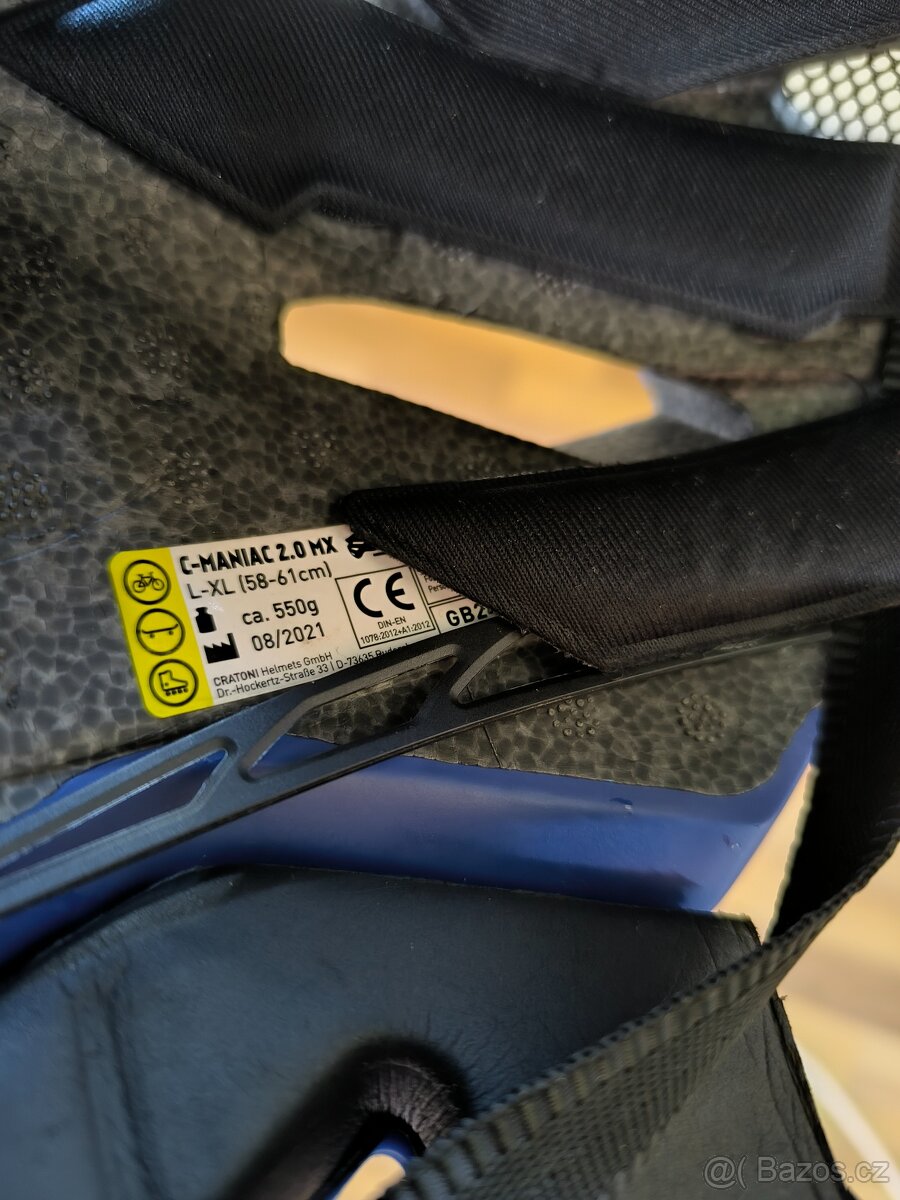 C-MANIAC 2.0 MX
L-XL (58-61cm)
ca. 550g
08/2021
CE
DIN-EN
1078:2012+A1:2012
GB2
CRATONI Helmets GmbH
Dr.-Hockertz-Straße 33 | D-73635
@( Bazos.cz